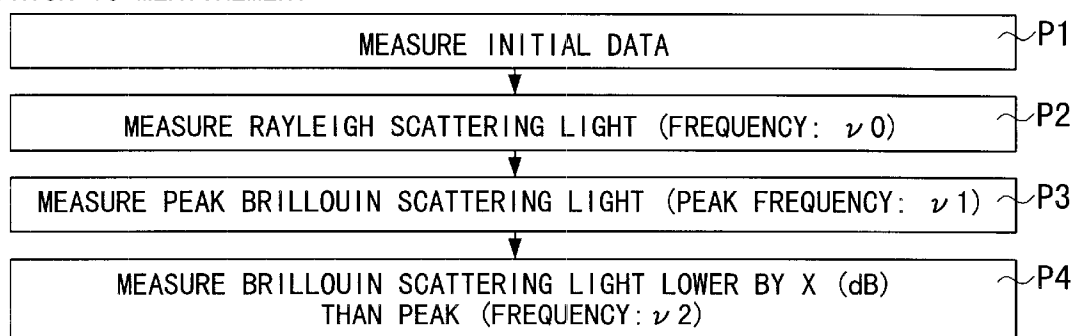 MEASURE INITIAL DATA
P1
MEASURE RAYLEIGH SCATTERING LIGHT (FREQUENCY: ν0)
P2
MEASURE PEAK BRILLOUIN SCATTERING LIGHT (PEAK FREQUENCY: ν1)
P3
MEASURE BRILLOUIN SCATTERING LIGHT LOWER BY X (dB)
THAN PEAK (FREQUENCY: ν2)
P4